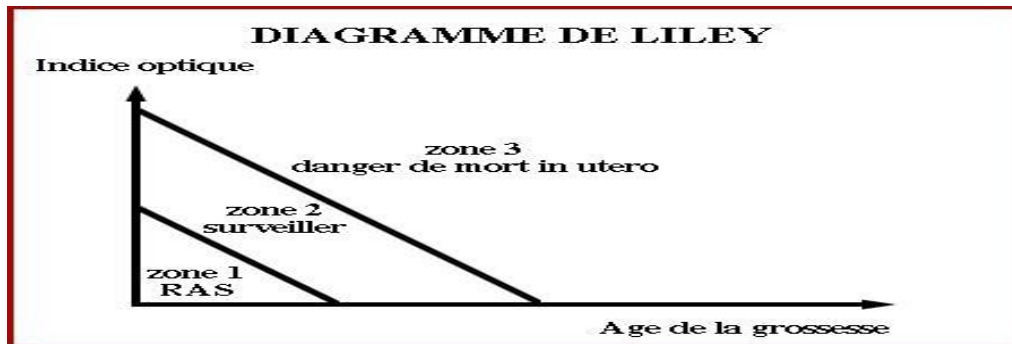 DIAGRAMME DE LILEY
Indice optique
zone 3
danger de mort in utero
zone 2
surveiller
zone 1
RAS
Age de la grossesse